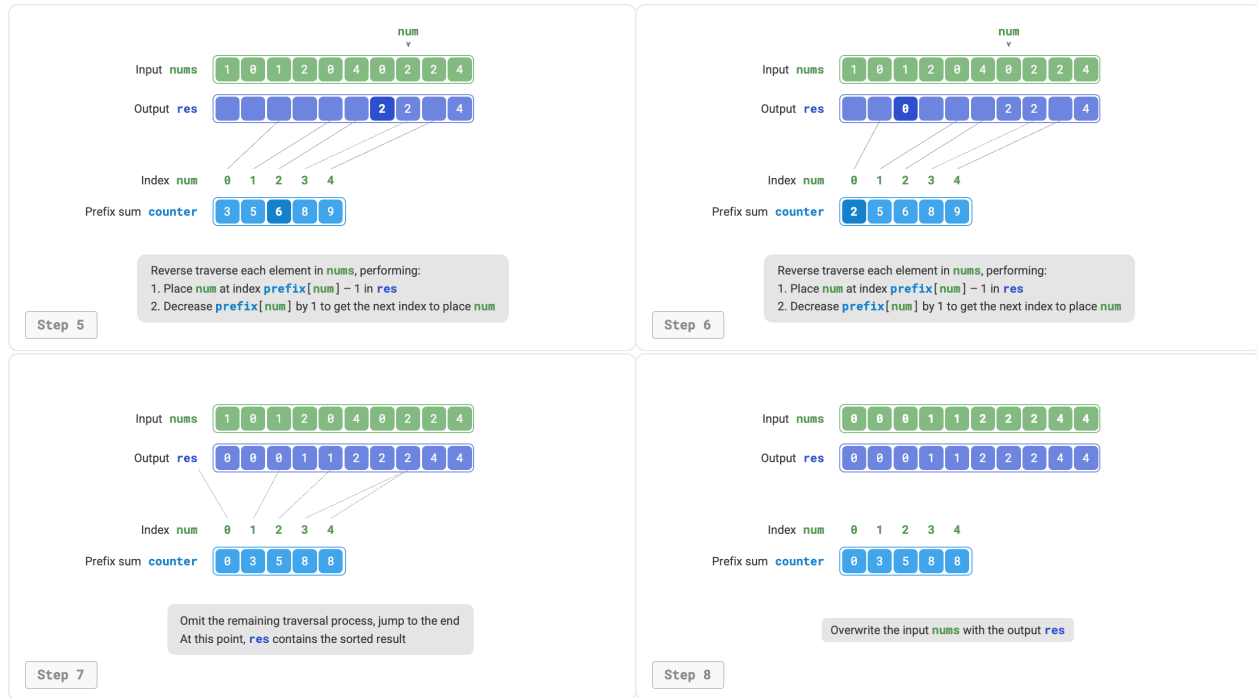 num
Input nums 1 0 1 2 0 4 0 2 2 4
Output res 2 2 4
Index num 0 1 2 3 4
Prefix sum counter 3 5 6 8 9
Reverse traverse each element in nums, performing:
1. Place num at index prefix[num] – 1 in res
2. Decrease prefix[num] by 1 to get the next index to place num
Step 5
num
Input nums 1 0 1 2 0 4 0 2 2 4
Output res 0 2 2 4
Index num 0 1 2 3 4
Prefix sum counter 2 5 6 8 9
Reverse traverse each element in nums, performing:
1. Place num at index prefix[num] – 1 in res
2. Decrease prefix[num] by 1 to get the next index to place num
Step 6
Input nums 1 0 1 2 0 4 0 2 2 4
Output res 0 0 0 1 1 2 2 2 4 4
Index num 0 1 2 3 4
Prefix sum counter 0 3 5 8 8
Omit the remaining traversal process, jump to the end
At this point, res contains the sorted result
Step 7
Input nums 0 0 0 1 1 2 2 2 4 4
Output res 0 0 0 1 1 2 2 2 4 4
Index num 0 1 2 3 4
Prefix sum counter 0 3 5 8 8
Overwrite the input nums with the output res
Step 8